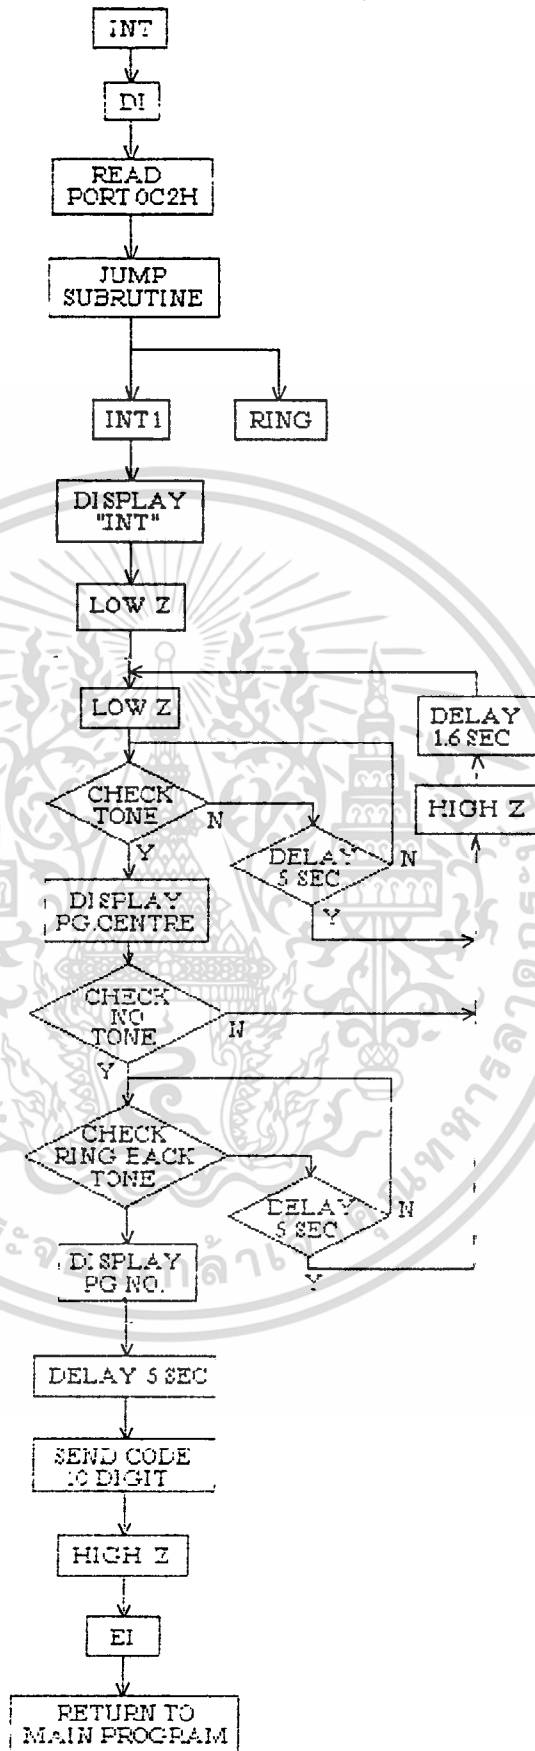 INT
DI
READ
PORT 0C2H
JUMP
SUBRUTINE
INT1
RING
DISPLAY
"INT"
LOW Z
LOW Z
DELAY
1.6 SEC
HIGH Z
CHECK
TONE
N
Y
DELAY
5 SEC
N
Y
DISPLAY
PG.CENTRE
CHECK
NO
TONE
N
Y
CHECK
RING BACK
TONE
DELAY
5 SEC
N
Y
DISPLAY
PG NO.
DELAY 5 SEC
SEND CODE
10 DIGIT
HIGH Z
EI
RETURN TO
MAIN PROGRAM